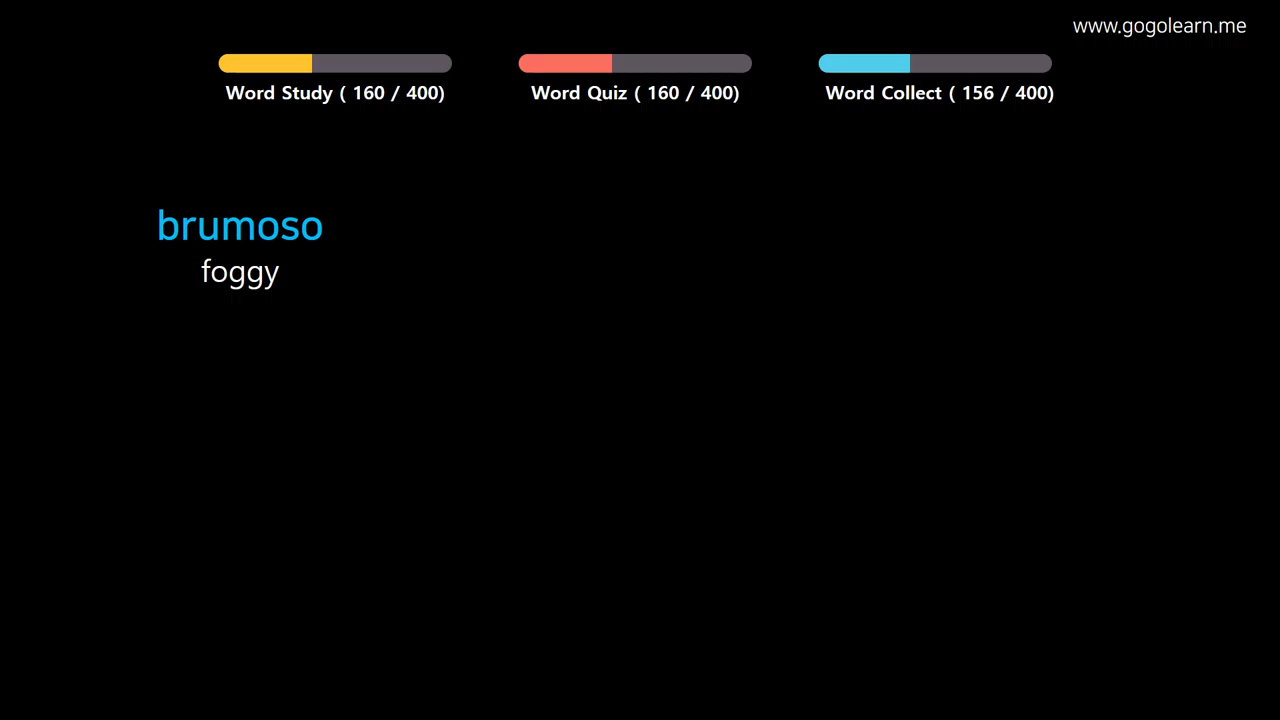 www.gogolearn.me
Word Study ( 160 / 400)
Word Quiz ( 160 / 400)
Word Collect ( 156 / 400)
brumoso
foggy